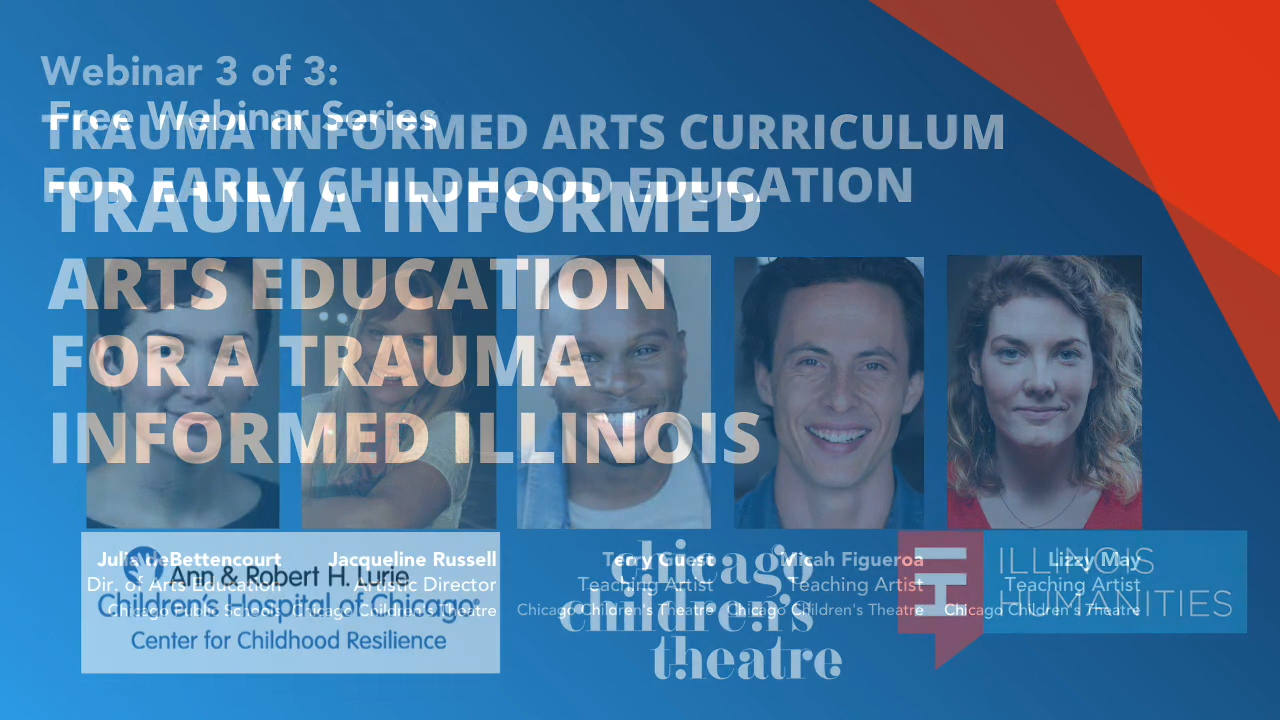 Webinar 3 of 3:
Free Webinar Series
TRAUMA INFORMED ARTS CURRICULUM
FOR EARLY CHILDHOOD EDUCATION
TRAUMA INFORMED
ARTS EDUCATION
FOR A TRAUMA
INFORMED ILLINOIS
Julia deBettencourt
Dir. of Arts Education
Chicago Public Schools
Jacqueline Russell
Artistic Director
Chicago Children's Theatre
Terry Guest
Teaching Artist
Chicago Children's Theatre
Micah Figueroa
Teaching Artist
Chicago Children's Theatre
Lizzy May
Teaching Artist
Chicago Children's Theatre
Ann & Robert H. Lurie
Children's Hospital of Chicago
Center for Childhood Resilience
chicago
children's
theatre
ILLINOIS
HUMANITIES